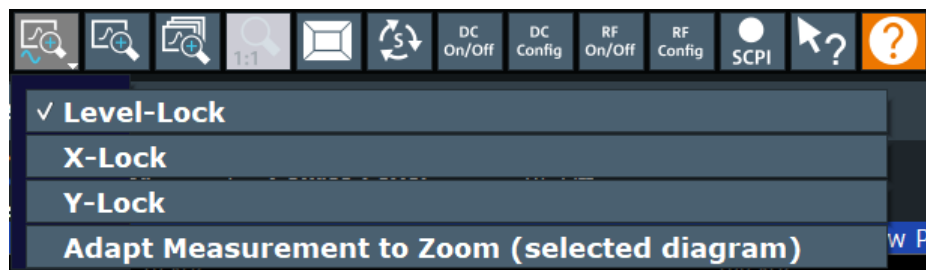 1:1
S
DC
On/Off
DC
Config
RF
On/Off
RF
Config
SCPI
?
?
✓ Level-Lock
X-Lock
Y-Lock
Adapt Measurement to Zoom (selected diagram)
w P